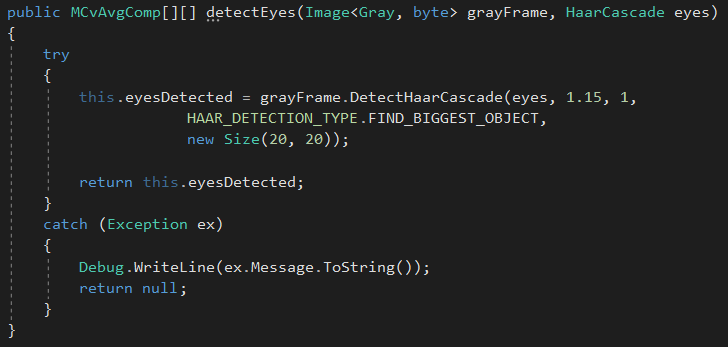 public MCvAvgComp[][] detectEyes(Image<Gray, byte> grayFrame, HaarCascade eyes)
{
try
{
this.eyesDetected = grayFrame.DetectHaarCascade(eyes, 1.15, 1,
HAAR_DETECTION_TYPE.FIND_BIGGEST_OBJECT,
new Size(20, 20));
return this.eyesDetected;
}
catch (Exception ex)
{
Debug.WriteLine(ex.Message.ToString());
return null;
}
}